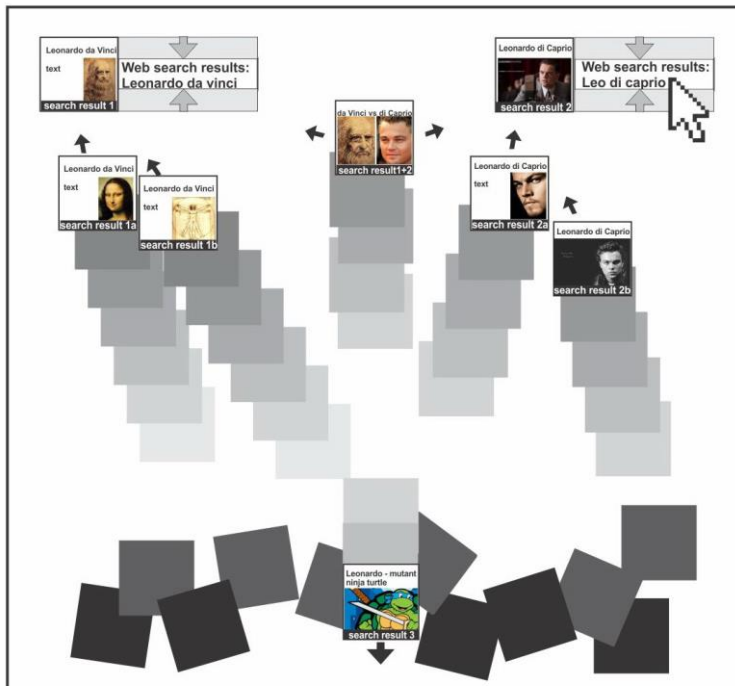 Leonardo da Vinci
text
search result 1
Web search results:
Leonardo da vinci
Leonardo di Caprio
search result 2
Web search results:
Leo di caprio
da Vinci vs di Caprio
search result1+2
Leonardo da Vinci
text
search result 1a
Leonardo da Vinci
text
search result 1b
Leonardo di Caprio
text
search result 2a
Leonardo di Caprio
search result 2b
Leonardo - mutant
ninja turtle
search result 3